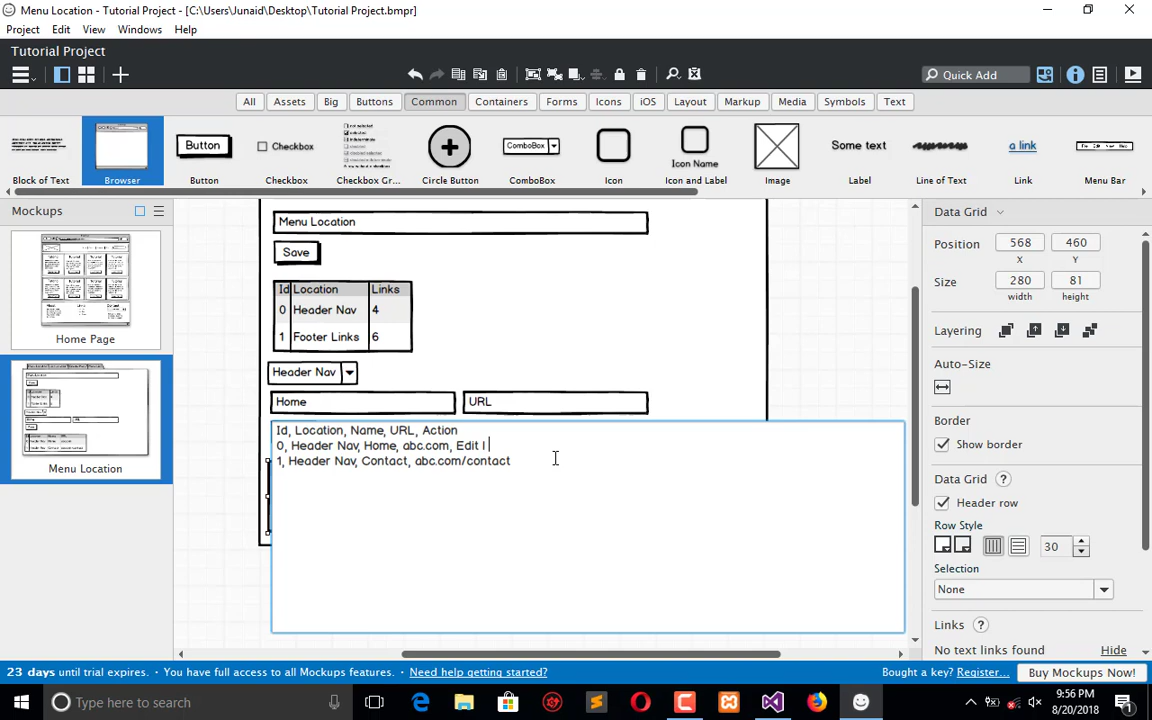 Menu Location - Tutorial Project - [C:\Users\Junaid\Desktop\Tutorial Project.bmpr]
Project Edit View Windows Help
Tutorial Project
Quick Add
All Assets Big Buttons Common Containers Forms Icons iOS Layout Markup Media Symbols Text
Button Checkbox ComboBox Icon Name Some text a link
Block of Text Browser Button Checkbox Checkbox Gr... Circle Button ComboBox Icon Icon and Label Image Label Line of Text Link Menu Bar
Mockups
Home Page
Menu Location
Menu Location
Save
Id Location Links
0 Header Nav 4
1 Footer Links 6
Header Nav
Home URL
Id, Location, Name, URL, Action
0, Header Nav, Home, abc.com, Edit |
1, Header Nav, Contact, abc.com/contact
Data Grid
Position 568 460
X Y
Size 280 81
width height
Layering
Auto-Size
Border
Show border
Data Grid ?
Header row
Row Style
30
Selection
None
Links ?
No text links found Hide
23 days until trial expires. • You have full access to all Mockups features. • Need help getting started? Bought a key? Register... Buy Mockups Now!
Type here to search
9:56 PM
8/20/2018
1